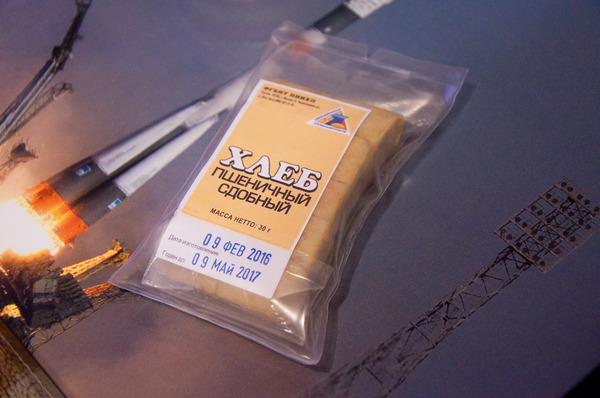 ХЛЕБ
ПШЕНИЧНЫЙ
СДОБНЫЙ
МАССА НЕТТО: 30 г
Дата изготовления 09 ФЕВ 2016
Годен до 09 МАЙ 2017